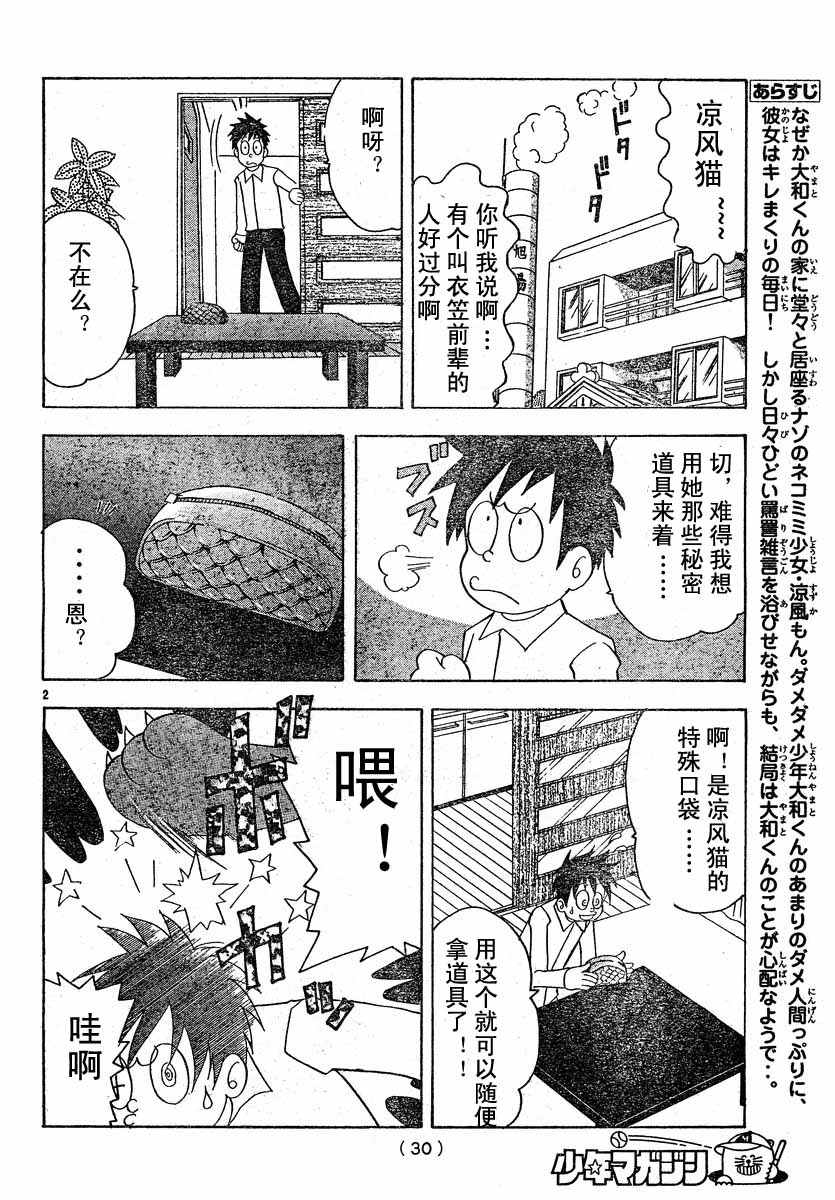 あらすじ
なぜか大和くんの家に堂々と居座るナゾのネコミミ少女・涼風もん。ダメダメ少年大和くんのあまりのダメ人間っぷりに、
彼女はキレまくりの毎日！　しかし日々ひどい罵詈雑言を浴びせながらも、結局は大和くんのことが心配なようで…。
凉风猫
~~~
ドタ
ドタ
你听我说啊…
有个叫衣笠前辈的
人好过分啊
旭湯
啊呀？
不在么？
切，难得我想
用她那些秘密
道具来着……
ブス
ブス
····恩？
2
啊！是凉风猫的
特殊口袋……
用这个就可以随便
拿道具了！！
喂！
ボガ
ガッ
哇啊
(30)
少年マガジン